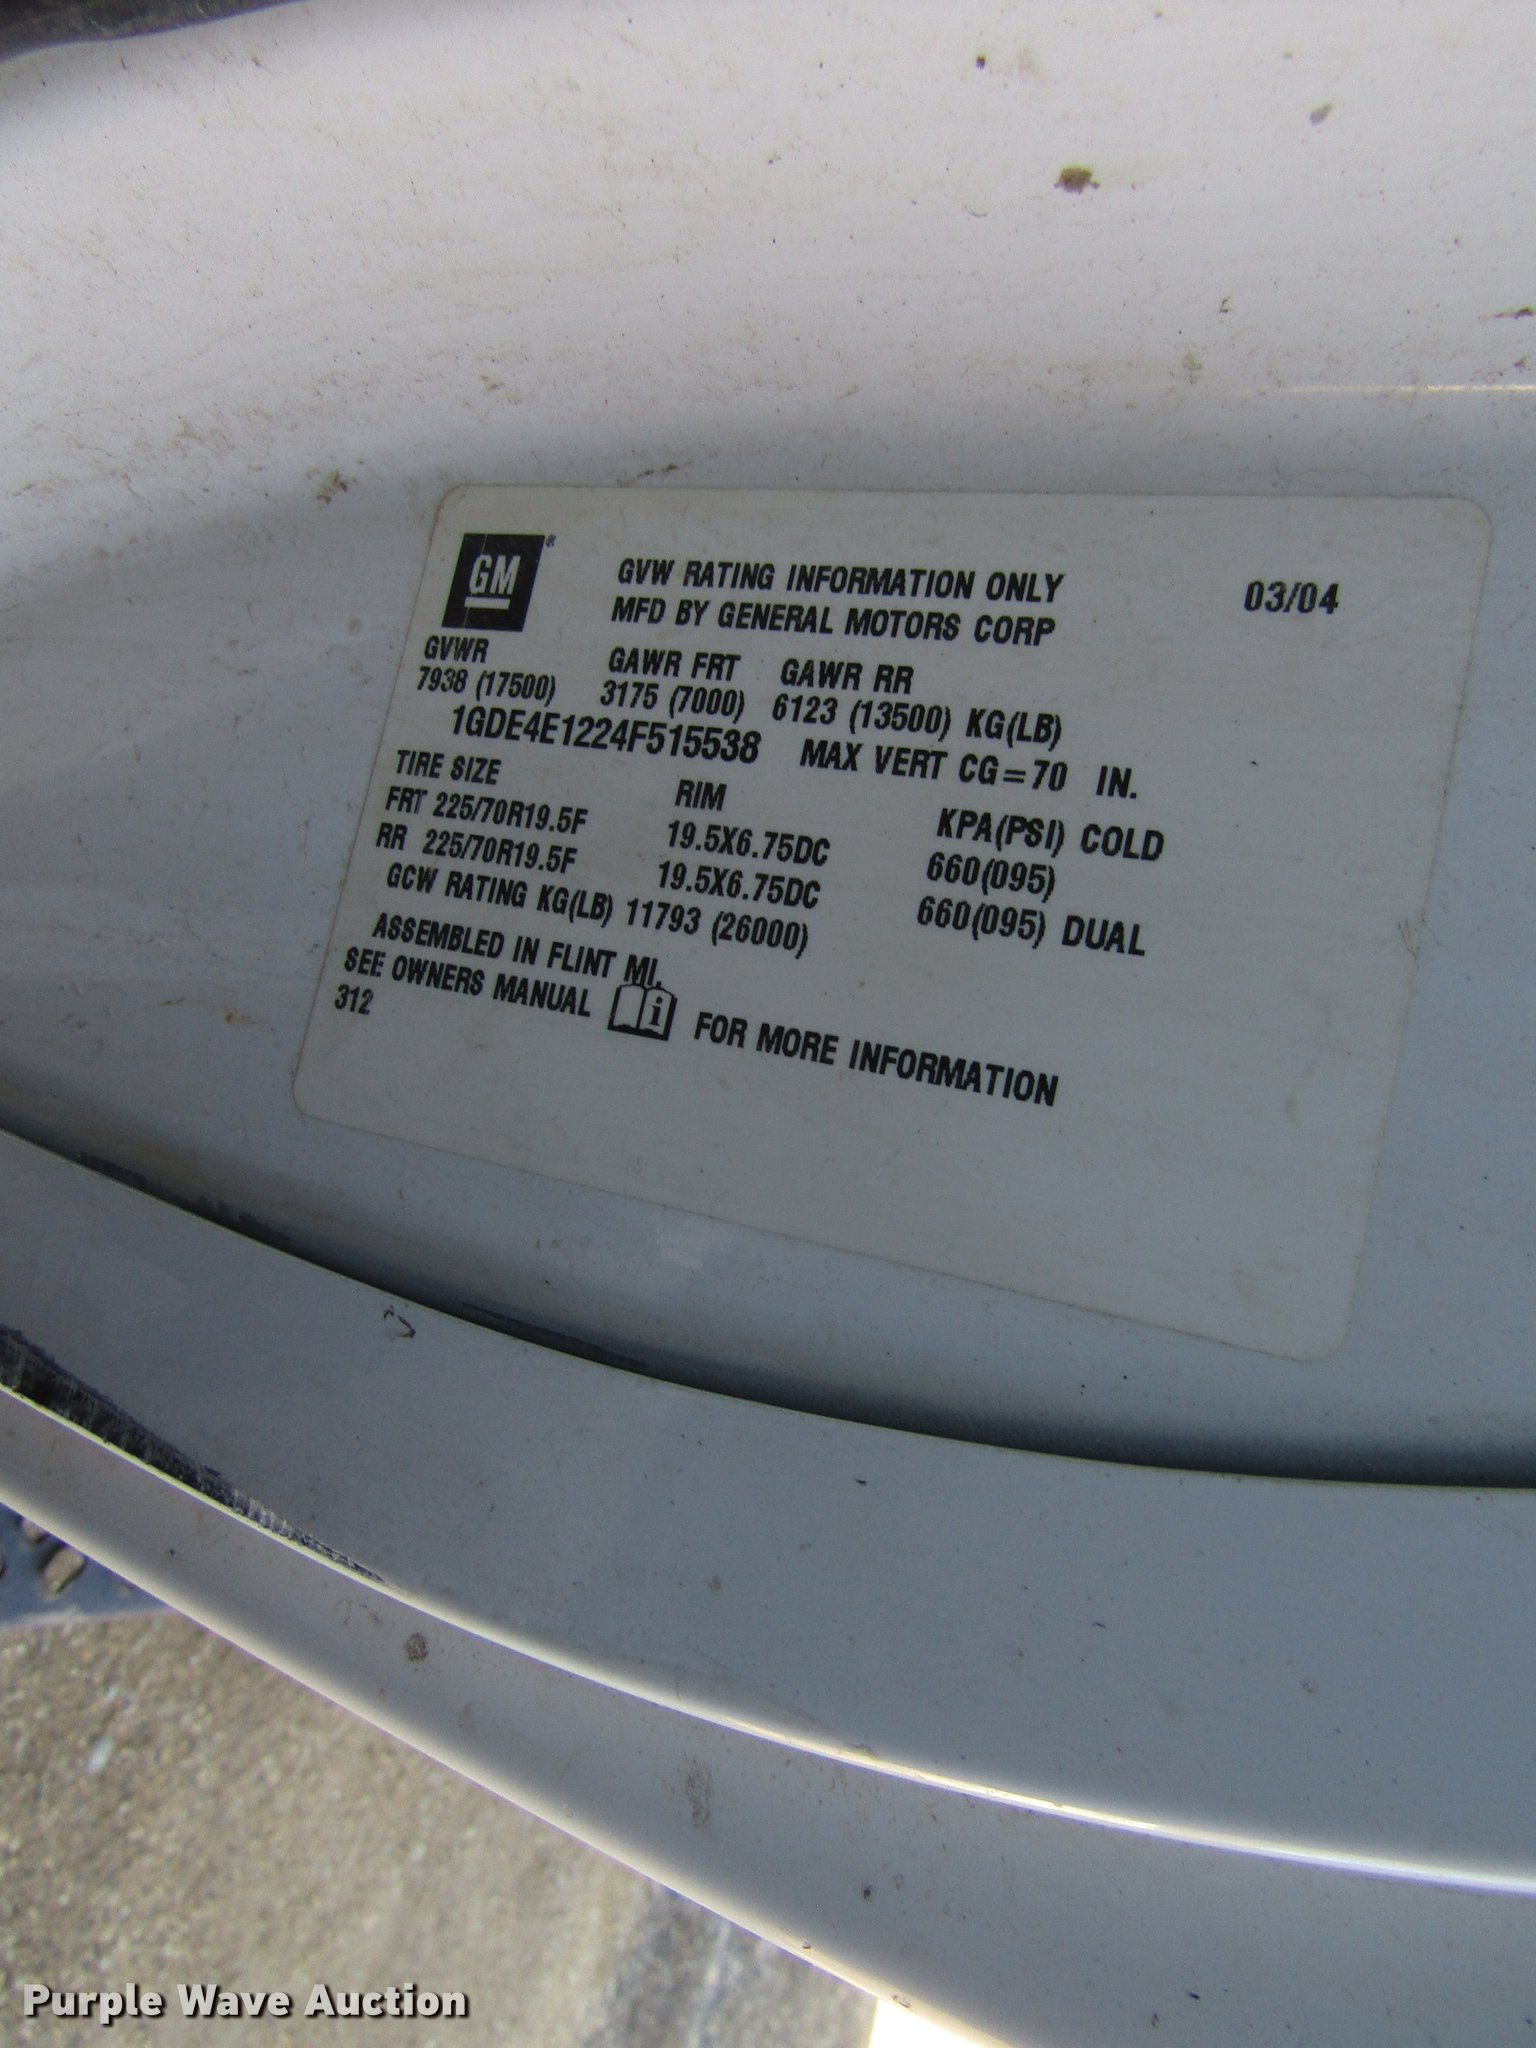 GM®
GVW RATING INFORMATION ONLY 03/04
MFD BY GENERAL MOTORS CORP
GVWR GAWR FRT GAWR RR
7938 (17500) 3175 (7000) 6123 (13500) KG(LB)
1GDE4E1224F515538 MAX VERT CG=70 IN.
TIRE SIZE RIM KPA(PSI) COLD
FRT 225/70R19.5F 19.5X6.75DC 660(095)
RR 225/70R19.5F 19.5X6.75DC 660(095) DUAL
GCW RATING KG(LB) 11793 (26000)
ASSEMBLED IN FLINT MI.
SEE OWNERS MANUAL i FOR MORE INFORMATION
312
Purple Wave Auction